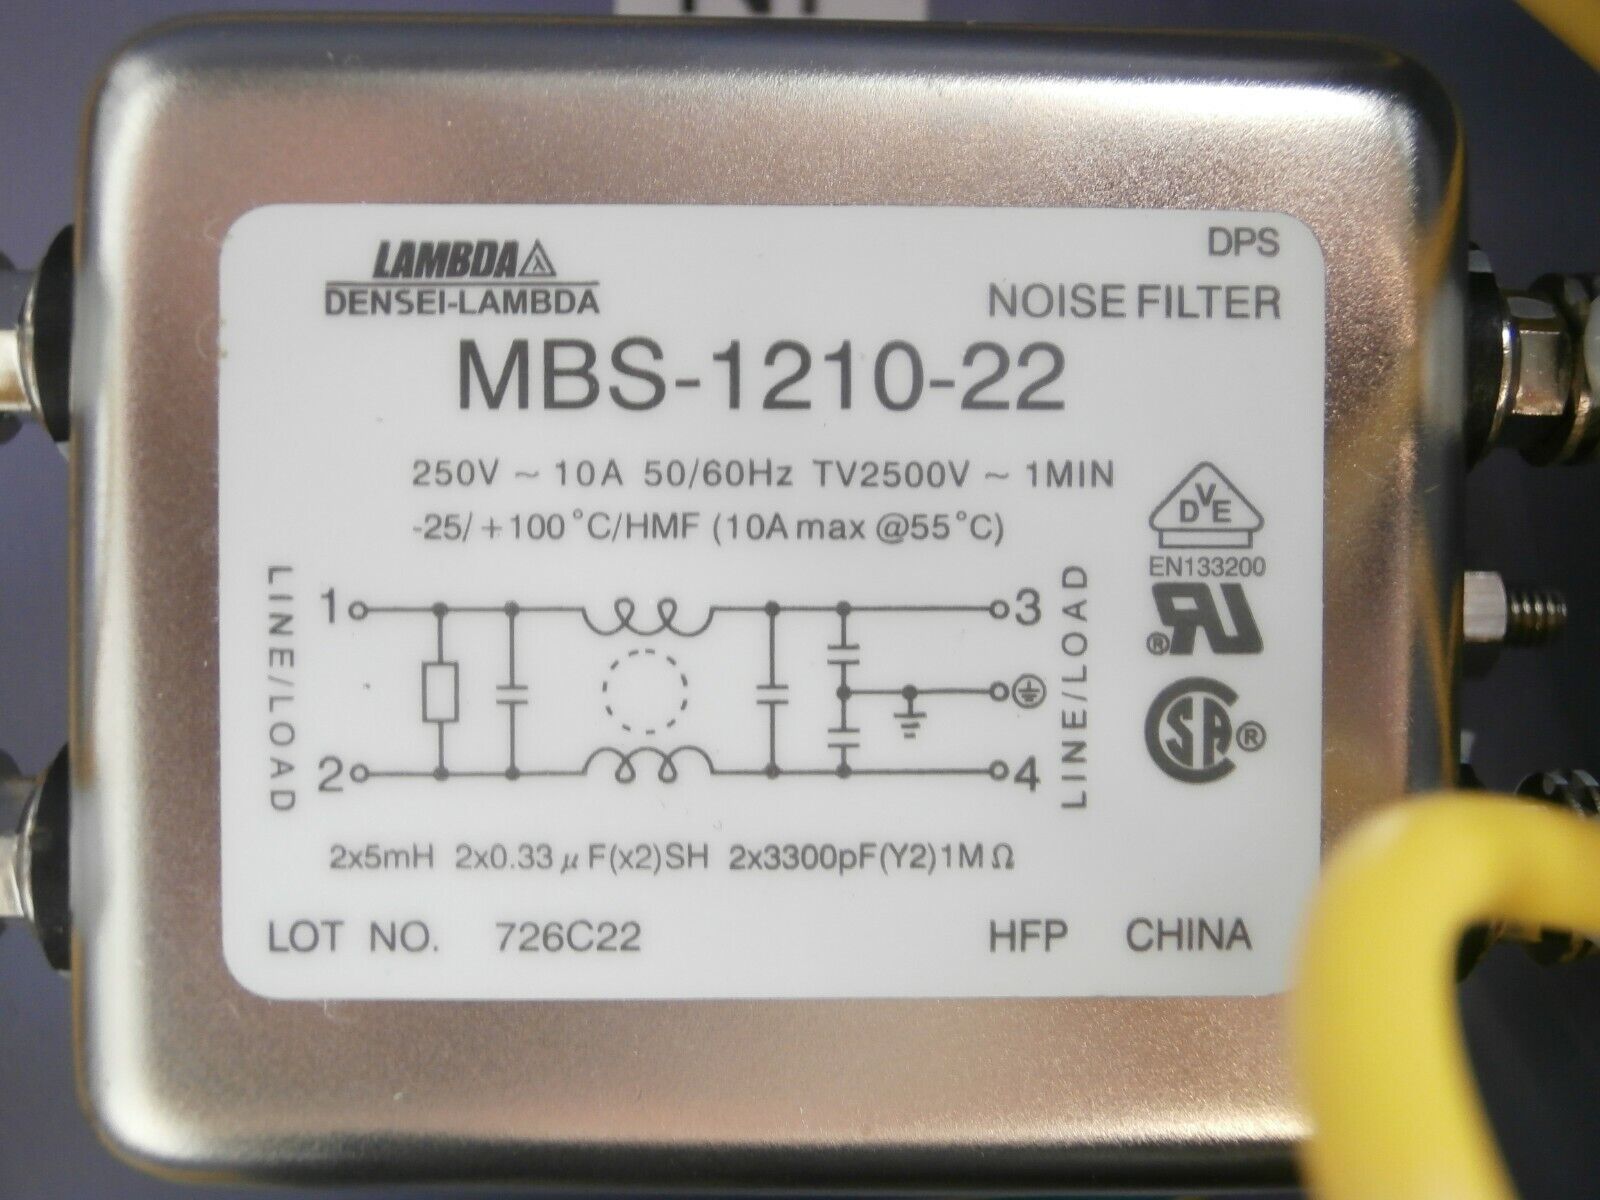 LAMBDA
DENSEI-LAMBDA
DPS
NOISE FILTER
MBS-1210-22
250V ~ 10A 50/60Hz TV2500V ~ 1MIN
-25/+100°C/HMF (10A max @55°C)
DVE
EN133200
RU®
SA®
LINE/LOAD
1
2
3
4
LINE/LOAD
2x5mH 2x0.33μF(x2)SH 2x3300pF(Y2)1MΩ
LOT NO. 726C22
HFP CHINA